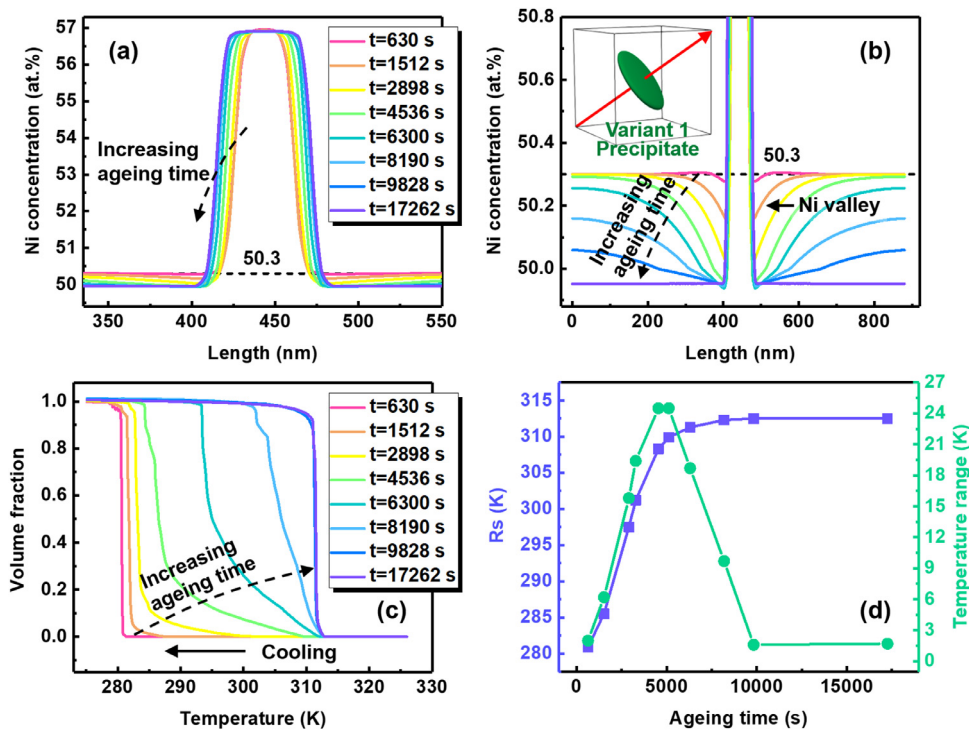 (a)
Ni concentration (at.%)
57
56
55
54
53
52
51
50
t=630 s
t=1512 s
t=2898 s
t=4536 s
t=6300 s
t=8190 s
t=9828 s
t=17262 s
Increasing
ageing time
50.3
350
400
450
500
550
Length (nm)
(b)
Ni concentration (at.%)
50.8
50.6
50.4
50.2
50.0
Variant 1
Precipitate
50.3
Ni valley
Increasing
ageing time
0
200
400
600
800
Length (nm)
(c)
Volume fraction
1.0
0.8
0.6
0.4
0.2
0.0
t=630 s
t=1512 s
t=2898 s
t=4536 s
t=6300 s
t=8190 s
t=9828 s
t=17262 s
Increasing
ageing time
Cooling
280
290
300
310
320
330
Temperature (K)
(d)
Rs (K)
315
310
305
300
295
290
285
280
27
24
21
18
15
12
9
6
3
0
Temperature range (K)
0
5000
10000
15000
Ageing time (s)